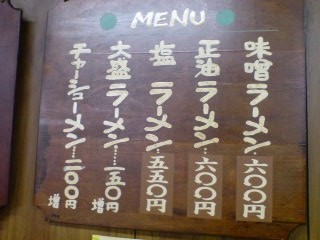 MENU
味噌ラーメン…六〇〇円
正油ラーメン…六〇〇円
塩ラーメン…五五〇円
大盛ラーメン……一五〇円増
チャーシューメン…二〇〇円増